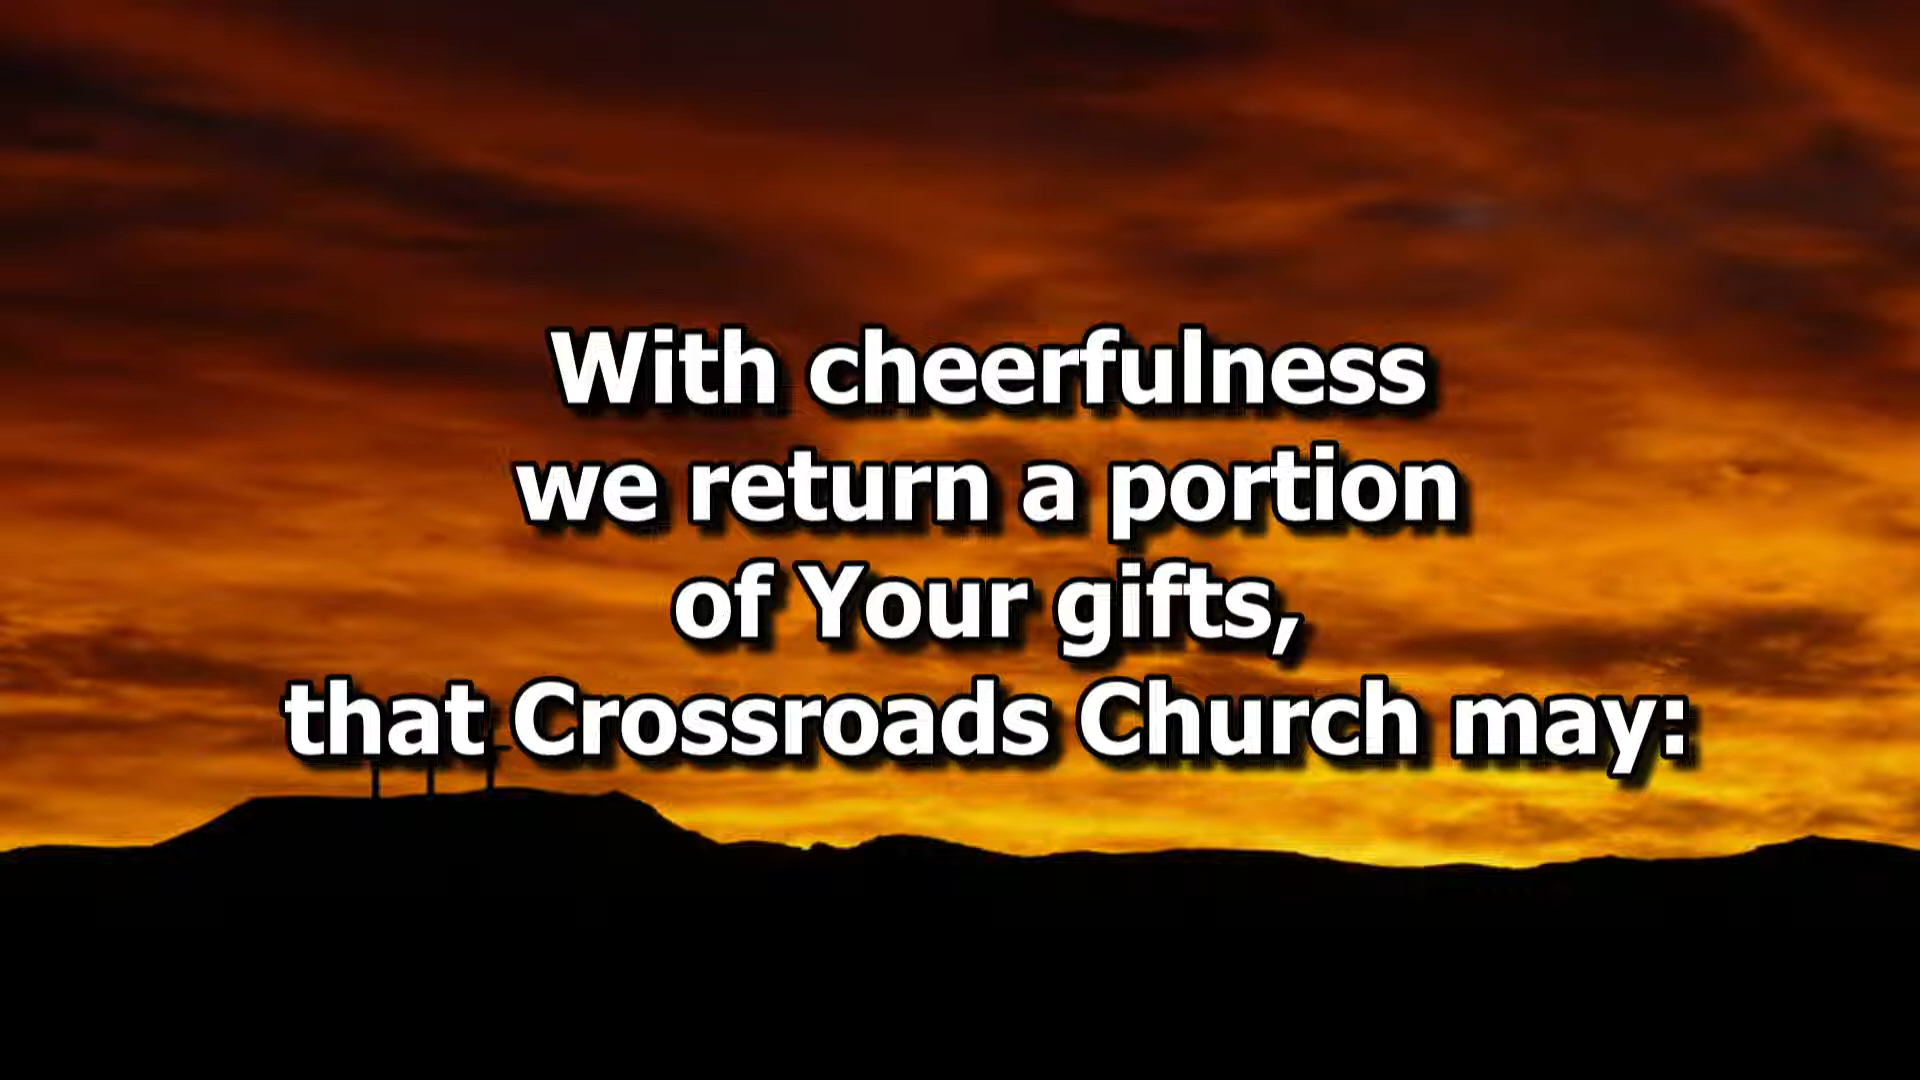 With cheerfulness
we return a portion
of Your gifts,
that Crossroads Church may: